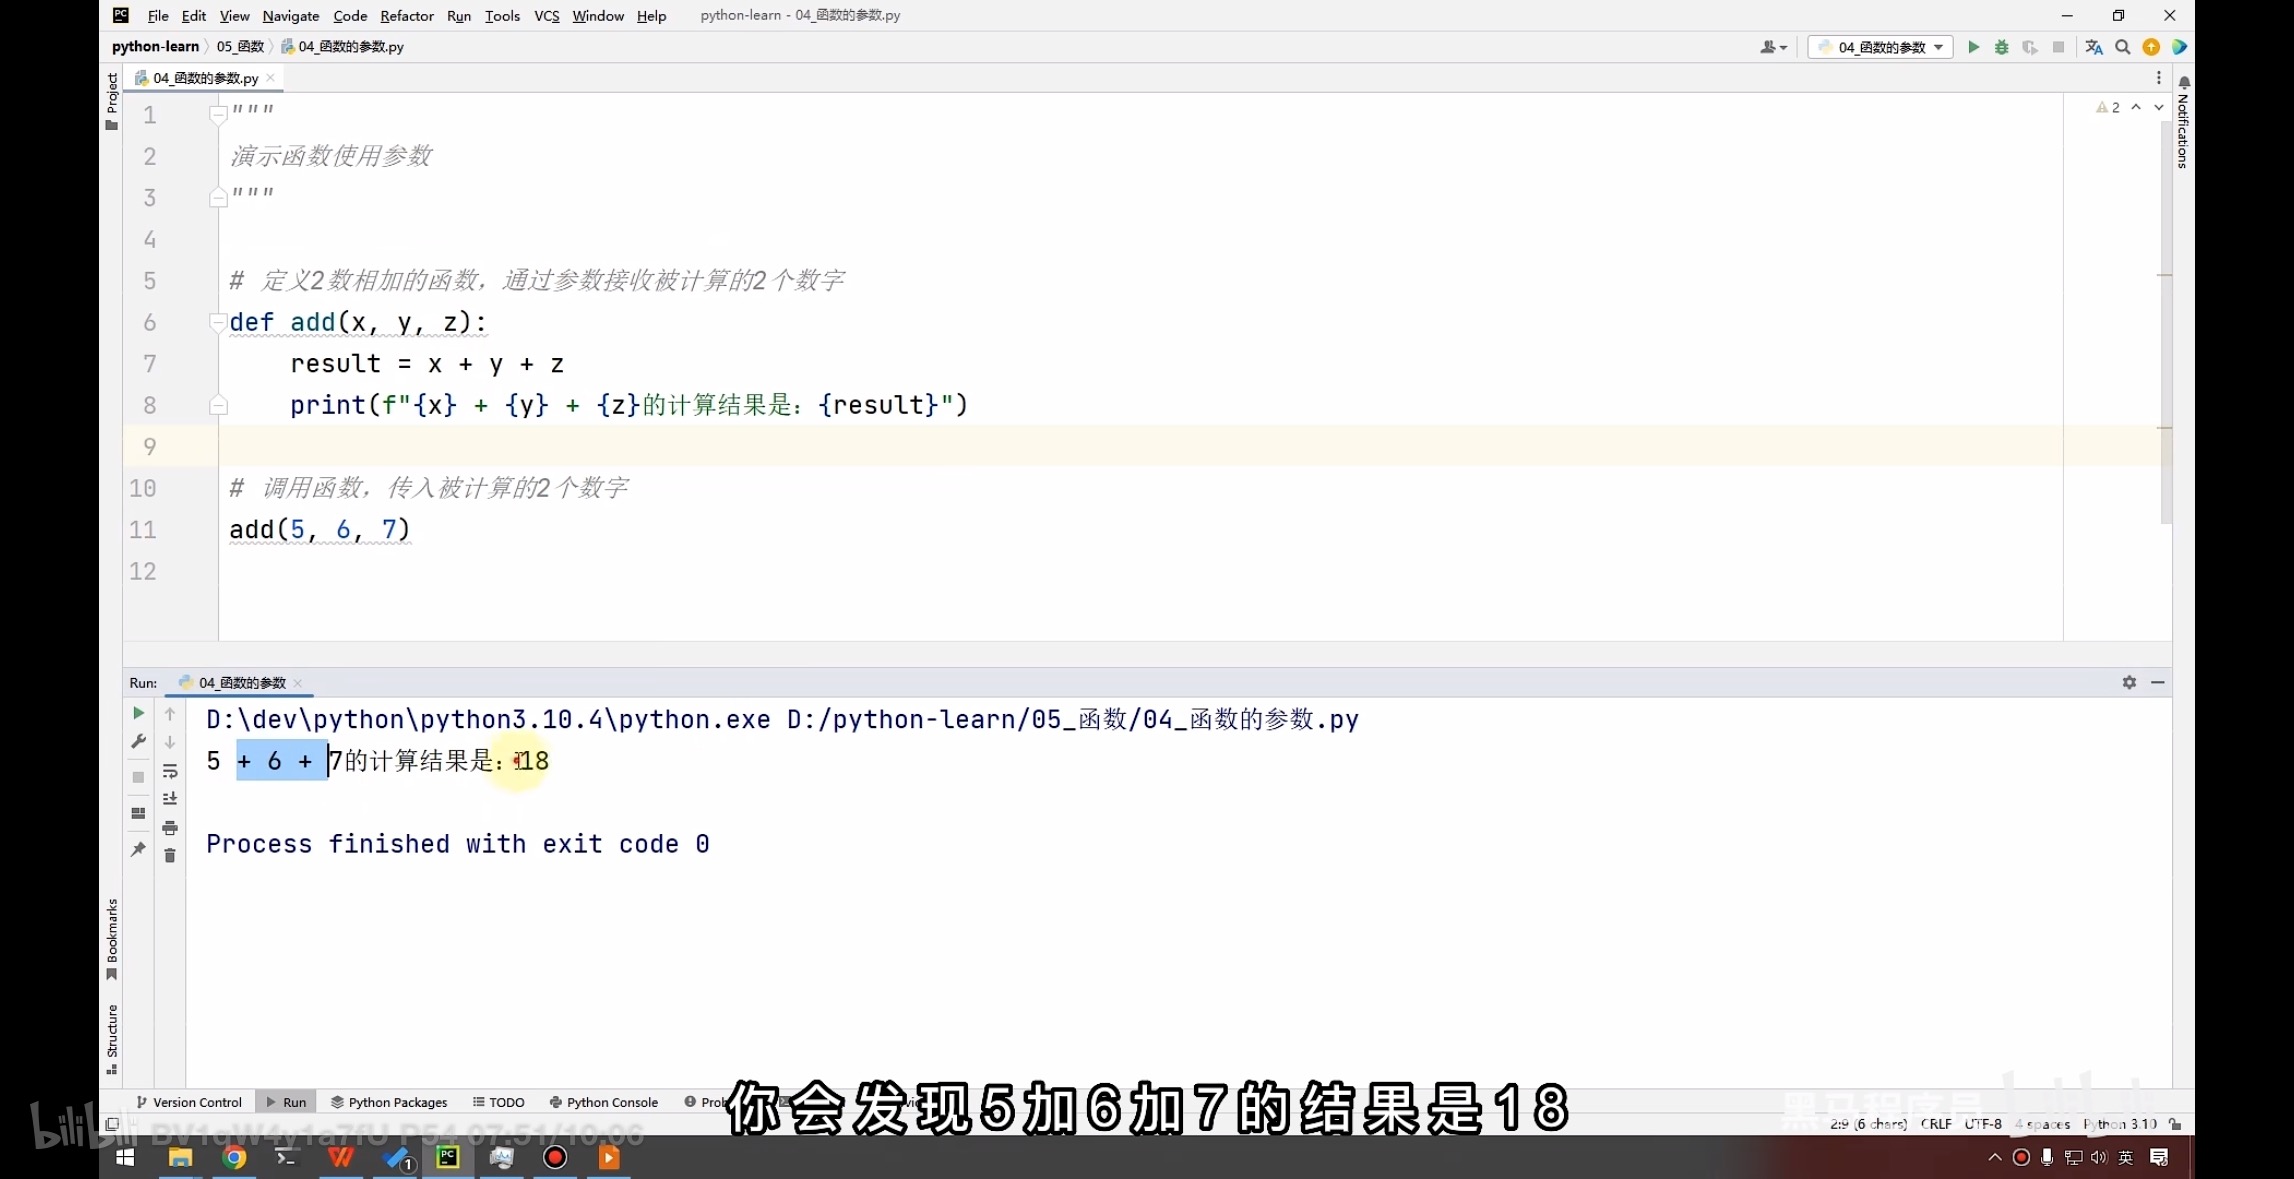 File Edit View Navigate Code Refactor Run Tools VCS Window Help python-learn - 04_函数的参数.py
python-learn 05_函数 04_函数的参数.py 04_函数的参数
Project
04_函数的参数.py
2
Notifications
1 """
2 演示函数使用参数
3 """
4
5 # 定义2数相加的函数，通过参数接收被计算的2个数字
6 def add(x, y, z):
7 result = x + y + z
8 print(f"{x} + {y} + {z}的计算结果是：{result}")
9
10 # 调用函数，传入被计算的2个数字
11 add(5, 6, 7)
12
Run: 04_函数的参数
D:\dev\python\python3.10.4\python.exe D:/python-learn/05_函数/04_函数的参数.py
5 + 6 + 7的计算结果是：18
Process finished with exit code 0
Bookmarks
Structure
Version Control Run Python Packages TODO Python Console
你会发现5加6加7的结果是18
bilibili BV1qW4y1a7fU P54 07:51/10:06
黑马程序员
2:9 (6 chars) CRLF UTF-8 4 spaces Python 3.10
1
英